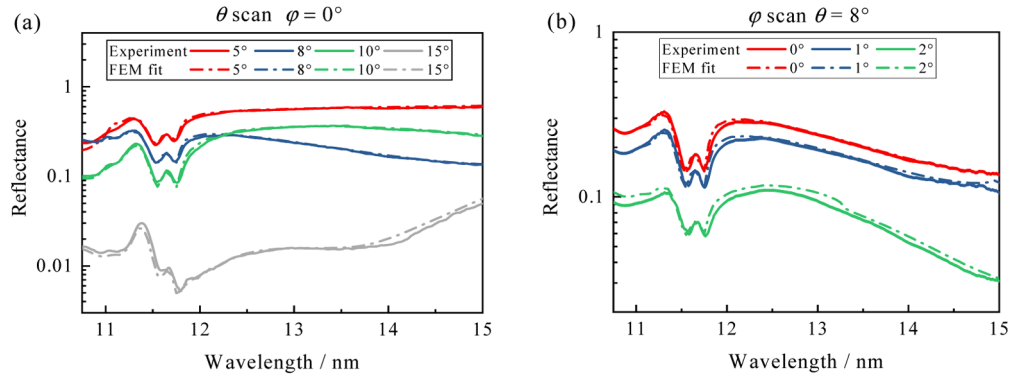 (a)
θ scan φ = 0°
Experiment 5° 8° 10° 15°
FEM fit 5° 8° 10° 15°
Reflectance
1
0.1
0.01
11 12 13 14 15
Wavelength / nm
(b)
φ scan θ = 8°
Experiment 0° 1° 2°
FEM fit 0° 1° 2°
Reflectance
1
0.1
11 12 13 14 15
Wavelength / nm